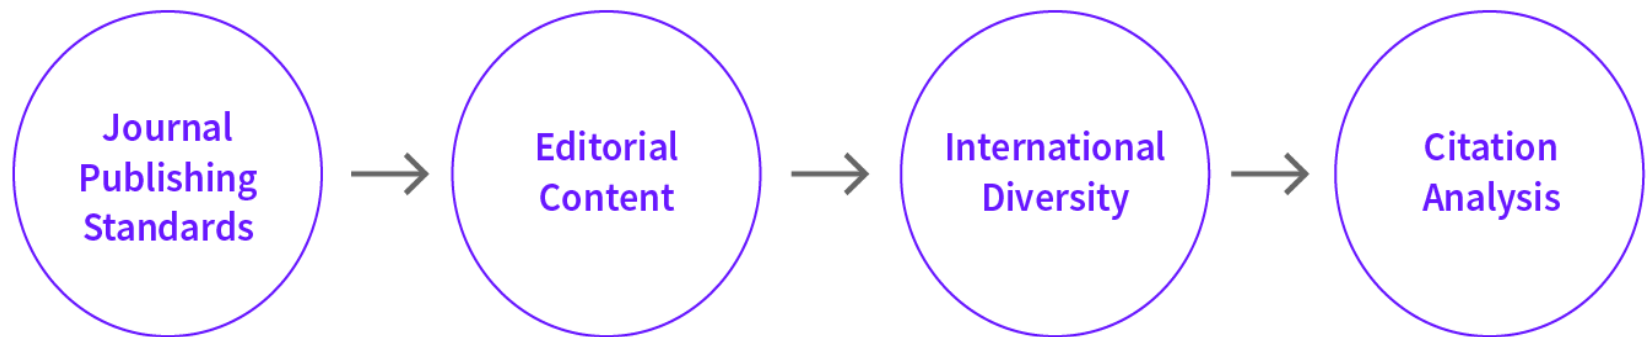 Journal
Publishing
Standards
Editorial
Content
International
Diversity
Citation
Analysis